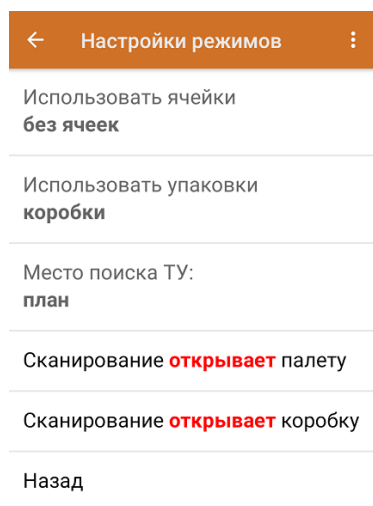 Настройки режимов
Использовать ячейки
без ячеек
Использовать упаковки
коробки
Место поиска ТУ:
план
Сканирование открывает палету
Сканирование открывает коробку
Назад